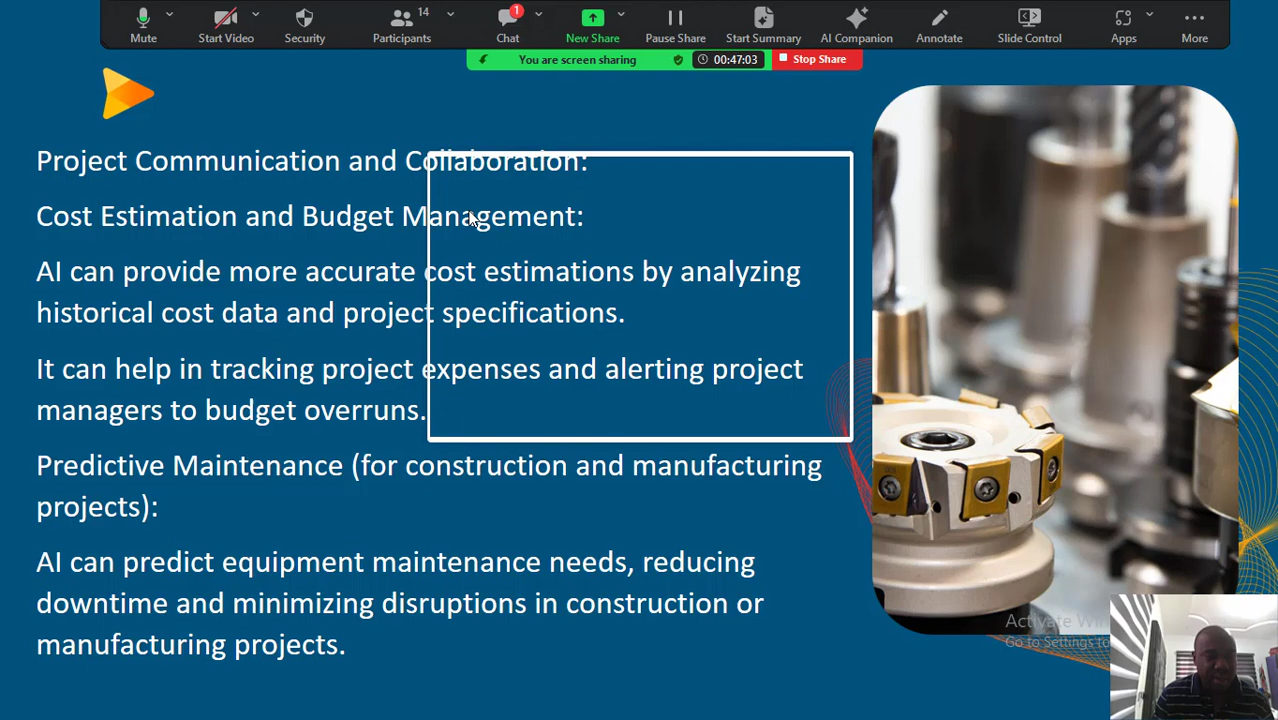 14
1
Mute
Start Video
Security
Participants
Chat
New Share
Pause Share
Start Summary
AI Companion
Annotate
Slide Control
Apps
More
You are screen sharing
00:47:03
Stop Share
Project Communication and Collaboration:
Cost Estimation and Budget Management:
AI can provide more accurate cost estimations by analyzing
historical cost data and project specifications.
It can help in tracking project expenses and alerting project
managers to budget overruns.
Predictive Maintenance (for construction and manufacturing
projects):
AI can predict equipment maintenance needs, reducing
downtime and minimizing disruptions in construction or
manufacturing projects.
Activate
Go to Settings